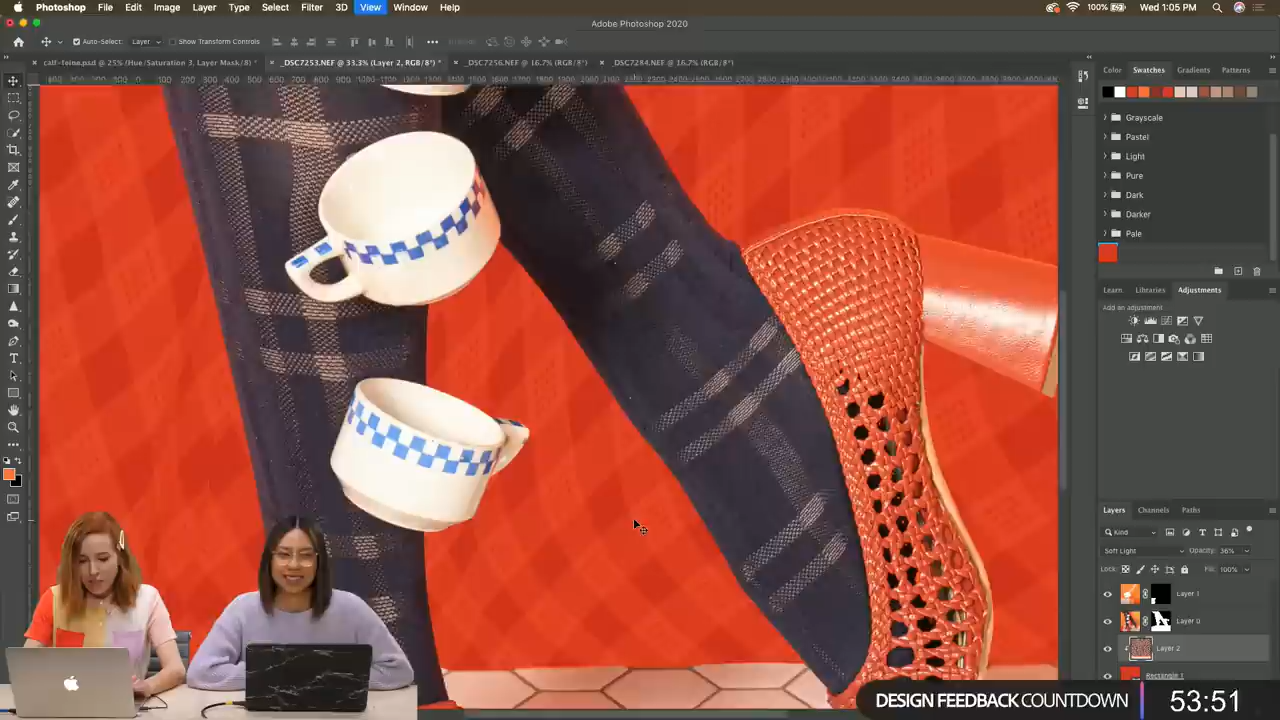 Photoshop File Edit Image Layer Type Select Filter 3D View Window Help
100% Wed 1:05 PM
Adobe Photoshop 2020
Auto-Select: Layer Show Transform Controls
_DSC7253.NEF @ 33.3% (Layer 2, RGB/8*) *
_DSC7256.NEF @ 16.7% (RGB/8*)
_DSC7284.NEF @ 16.7% (RGB/8*)
Color Swatches Gradients Patterns
Grayscale
Pastel
Light
Pure
Dark
Darker
Pale
Learn Libraries Adjustments
Add an adjustment
Layers Channels Paths
Kind
Soft Light Opacity: 36%
Lock: Fill: 100%
Layer 1
Layer 0
Layer 2
Rectangle 1
DESIGN FEEDBACK COUNTDOWN 53:51